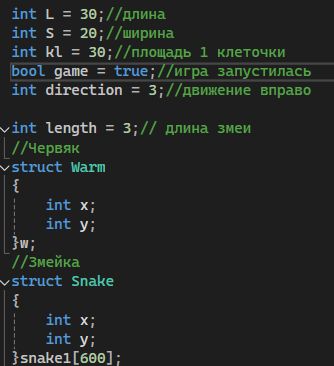 int L = 30;//длина
int S = 20;//ширина
int kl = 30;//площадь 1 клеточки
bool game = true;//игра запустилась
int direction = 3;//движение вправо
int length = 3;// длина змеи
//Червяк
struct Warm
{
int x;
int y;
}w;
//Змейка
struct Snake
{
int x;
int y;
}snake1[600];